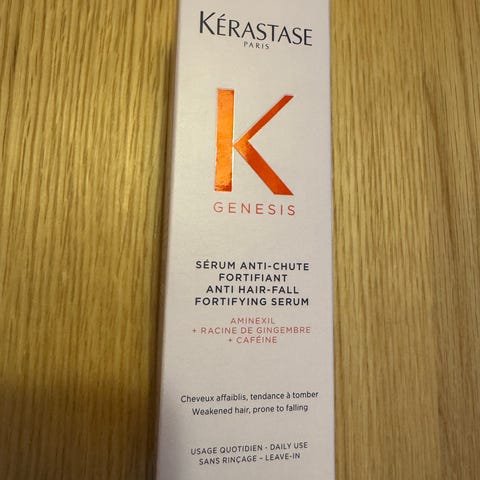 KÉRASTASE
PARIS
K
GENESIS
SÉRUM ANTI-CHUTE
FORTIFIANT
ANTI HAIR-FALL
FORTIFYING SERUM
AMINEXIL
+ RACINE DE GINGEMBRE
+ CAFÉINE
Cheveux affaiblis, tendance à tomber
Weakened hair, prone to falling
USAGE QUOTIDIEN - DAILY USE
SANS RINÇAGE – LEAVE-IN